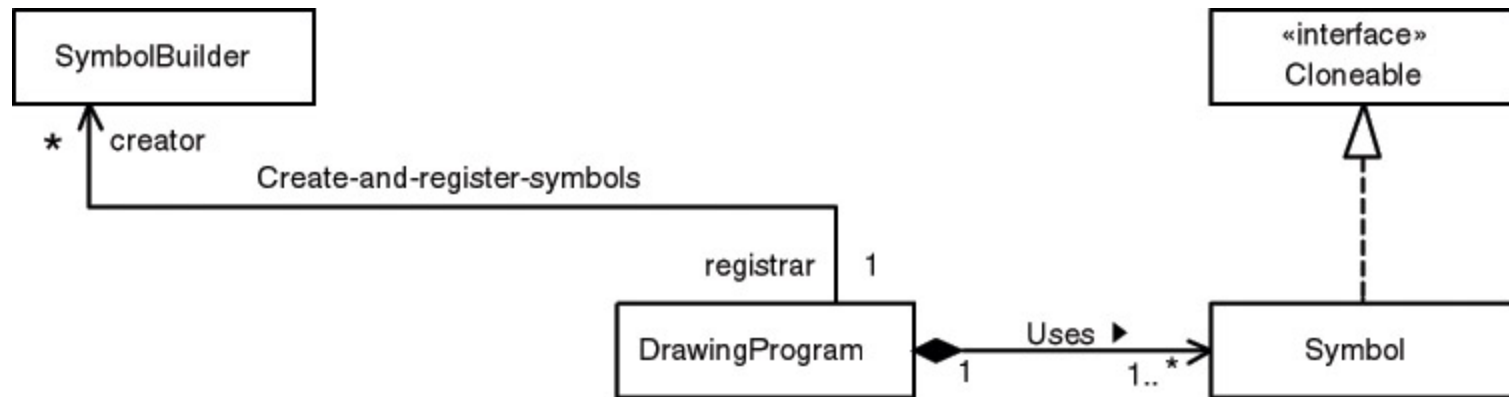 SymbolBuilder
«interface»
Cloneable
* creator
Create-and-register-symbols
registrar 1
DrawingProgram
Uses ▶
1
1..*
Symbol